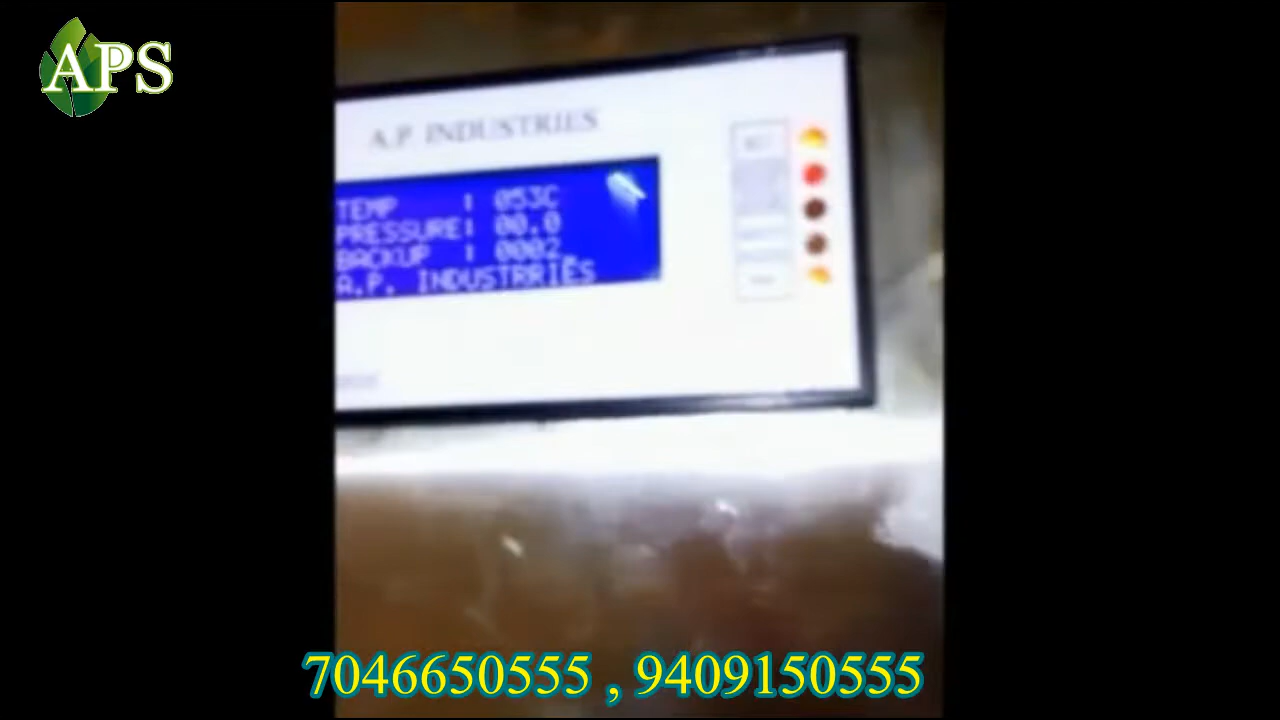 APS
A.P. INDUSTRIES
TEMP : 053C
PRESSURE: 00.0
BACKUP : 0002
A.P. INDUSTRRIES
7046650555 , 9409150555